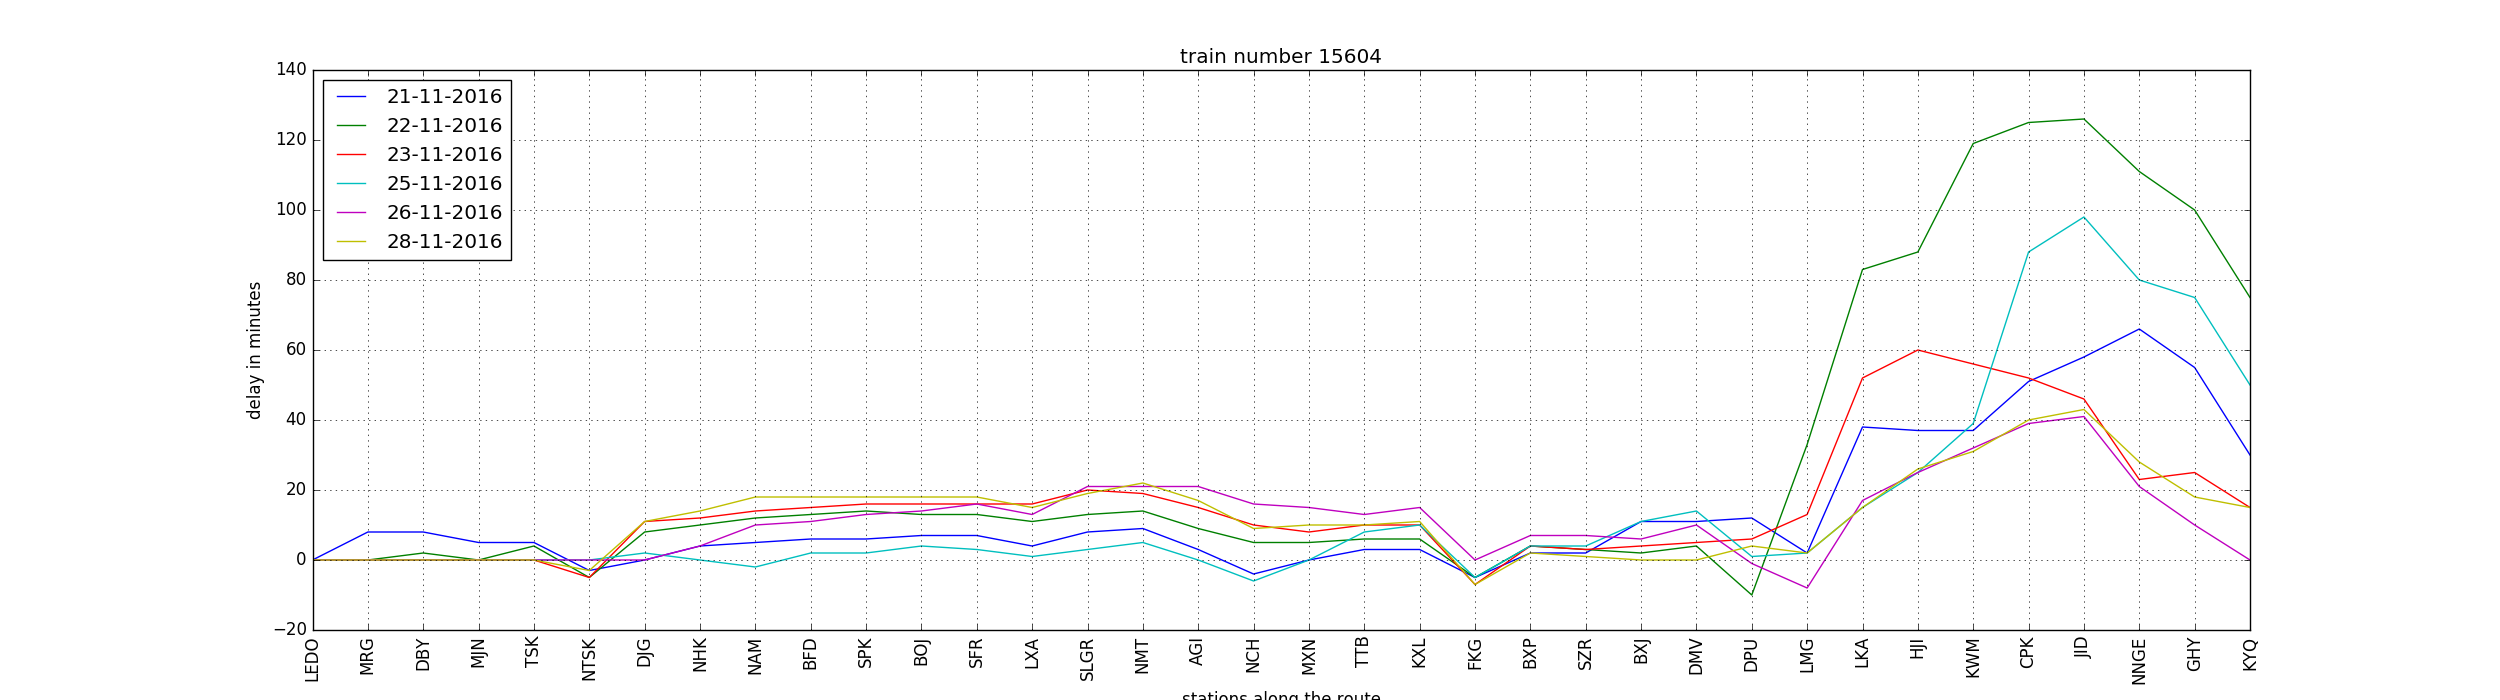 train number 15604
140
120
100
80
60
40
20
0
−20
delay in minutes
21-11-2016
22-11-2016
23-11-2016
25-11-2016
26-11-2016
28-11-2016
LEDO
MRG
DBY
MJN
TSK
NTSK
DJG
NHK
NAM
BFD
SPK
BOJ
SFR
LXA
SLGR
NMT
AGI
NCH
MXN
TTB
KXL
FKG
BXP
SZR
BXJ
DMV
DPU
LMG
LKA
HJI
KWM
CPK
JID
NNGE
GHY
KYQ
stations along the route